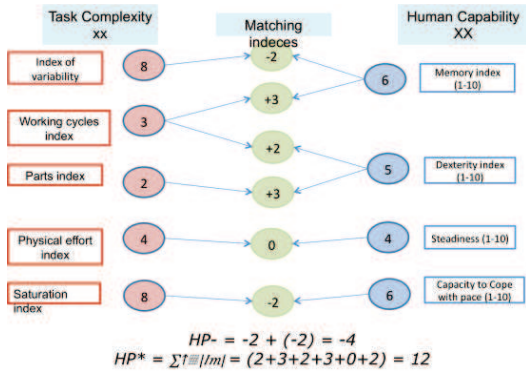 Task Complexity
xx
Matching
indeces
Human Capability
XX
Index of
variability
8
-2
6
Memory index
(1-10)
+3
Working cycles
index
3
+2
Parts index
2
+3
5
Dexterity index
(1-10)
Physical effort
index
4
0
4
Steadiness (1-10)
Saturation
index
8
-2
6
Capacity to Cope
with pace (1-10)
HP- = -2 + (-2) = -4
HP* = ∑↑≡|Im| = (2+3+2+3+0+2) = 12